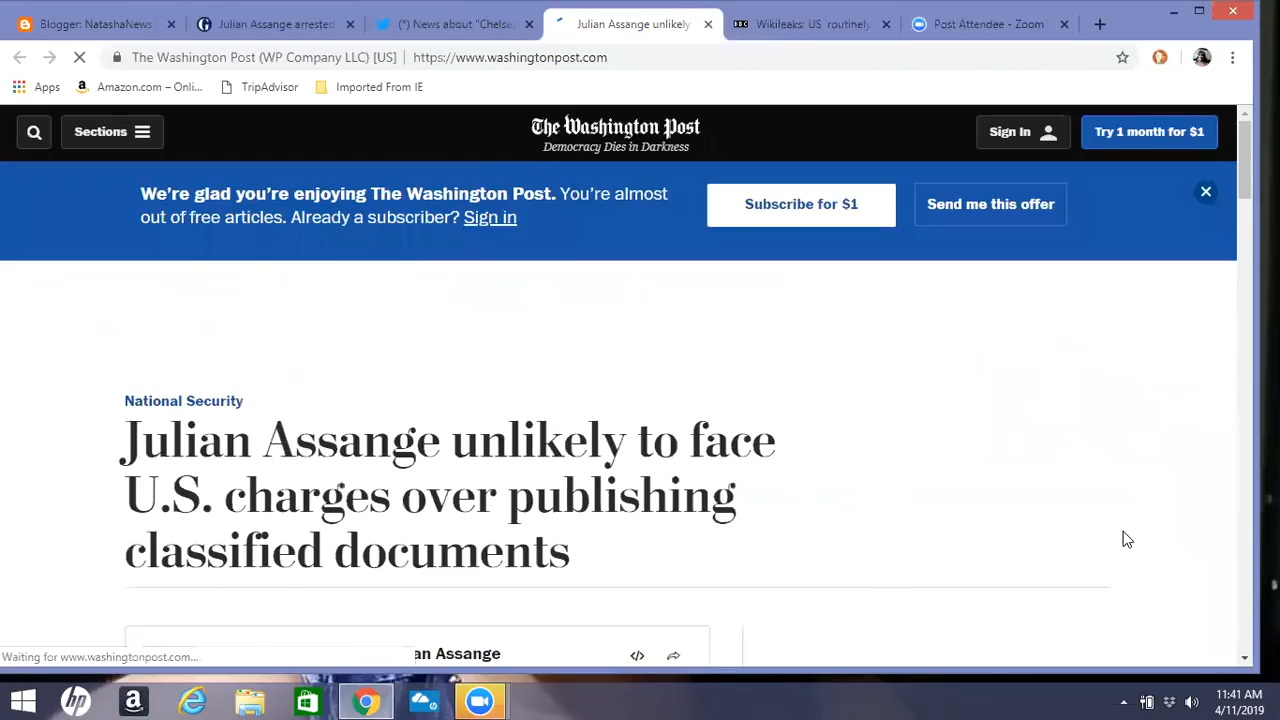 Blogger: NatashaNews
Julian Assange arrested
(*) News about "Chelse
Julian Assange unlikely
Wikileaks: US routinely
Post Attendee - Zoom
The Washington Post (WP Company LLC) [US] | https://www.washingtonpost.com
Apps
Amazon.com – Onli...
TripAdvisor
Imported From IE
Sections
The Washington Post
Democracy Dies in Darkness
Sign In
Try 1 month for $1
We're glad you're enjoying The Washington Post. You're almost
out of free articles. Already a subscriber? Sign in
Subscribe for $1
Send me this offer
National Security
Julian Assange unlikely to face
U.S. charges over publishing
classified documents
an Assange
Waiting for www.washingtonpost.com...
11:41 AM
4/11/2019